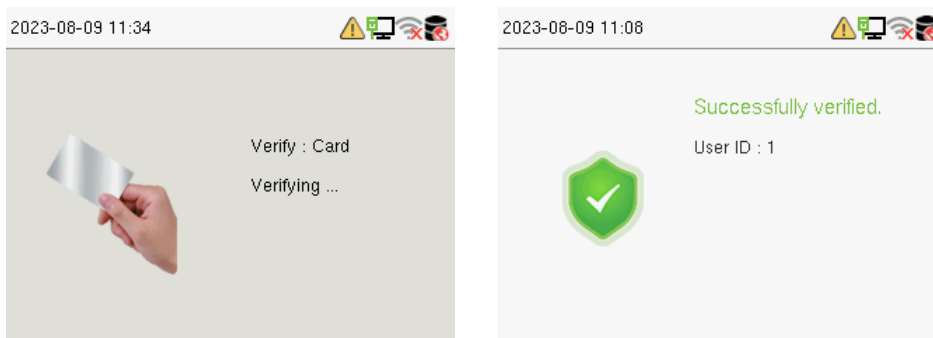 2023-08-09 11:34
Verify : Card
Verifying ...
2023-08-09 11:08
Successfully verified.
User ID : 1